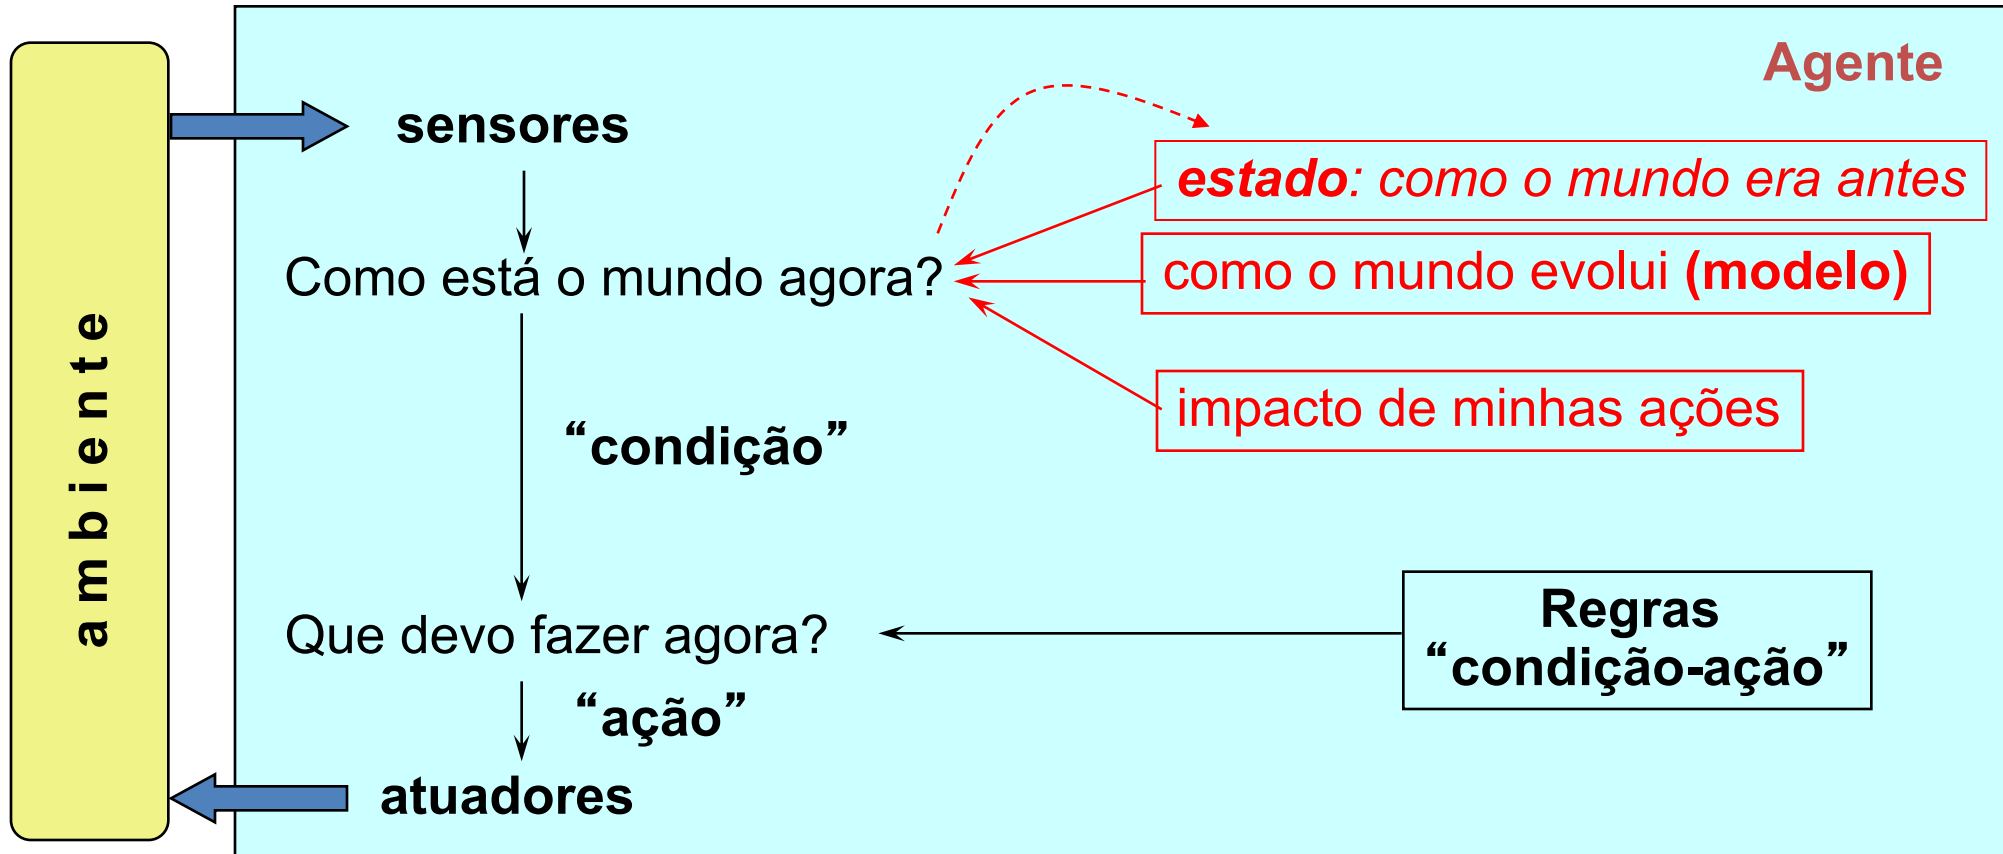 Agente
ambiente
sensores
estado: como o mundo era antes
Como está o mundo agora?
como o mundo evolui (modelo)
impacto de minhas ações
“condição”
Que devo fazer agora?
Regras
“condição-ação”
“ação”
atuadores